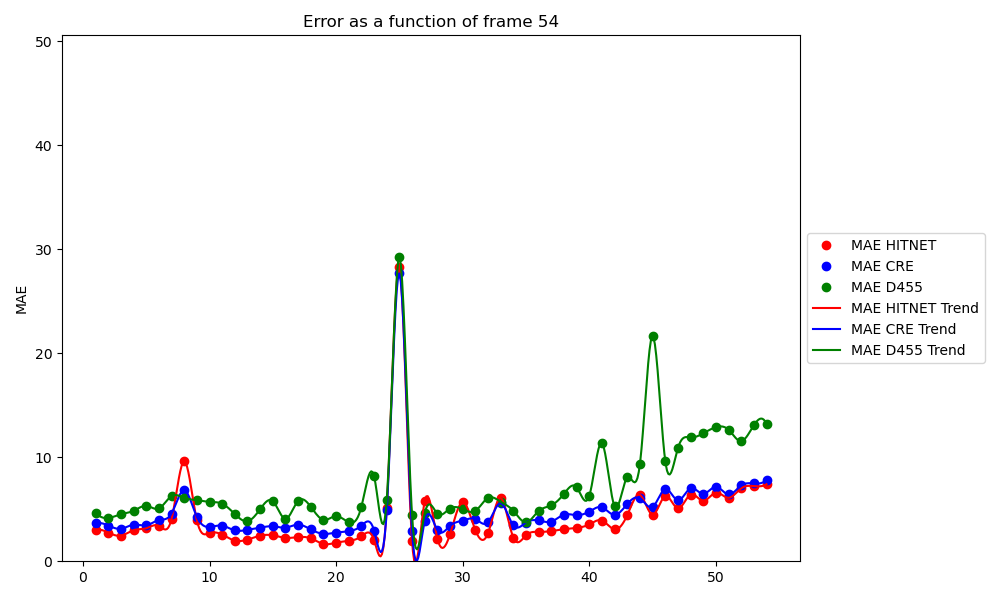 Error as a function of frame 54
MAE
50
40
30
20
10
0
0 10 20 30 40 50
MAE HITNET
MAE CRE
MAE D455
MAE HITNET Trend
MAE CRE Trend
MAE D455 Trend